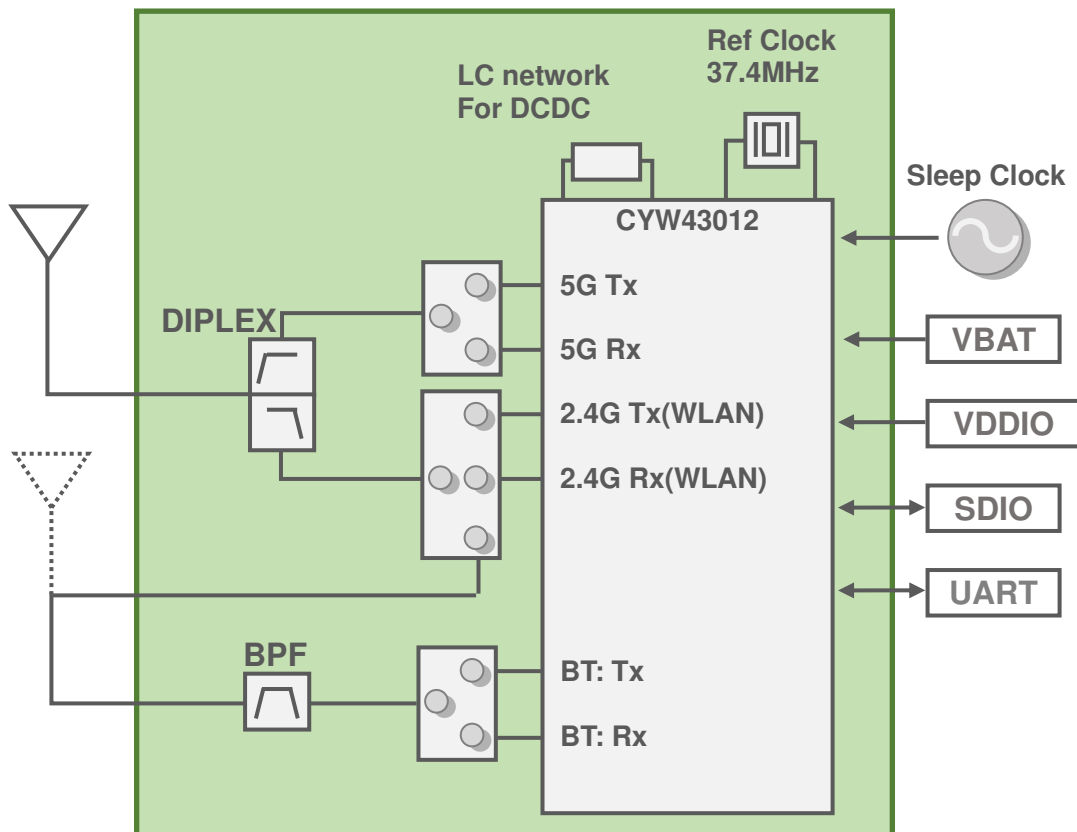 Ref Clock
37.4MHz
LC network
For DCDC
Sleep Clock
CYW43012
5G Tx
DIPLEX
5G Rx
VBAT
2.4G Tx(WLAN)
VDDIO
2.4G Rx(WLAN)
SDIO
UART
BPF
BT: Tx
BT: Rx